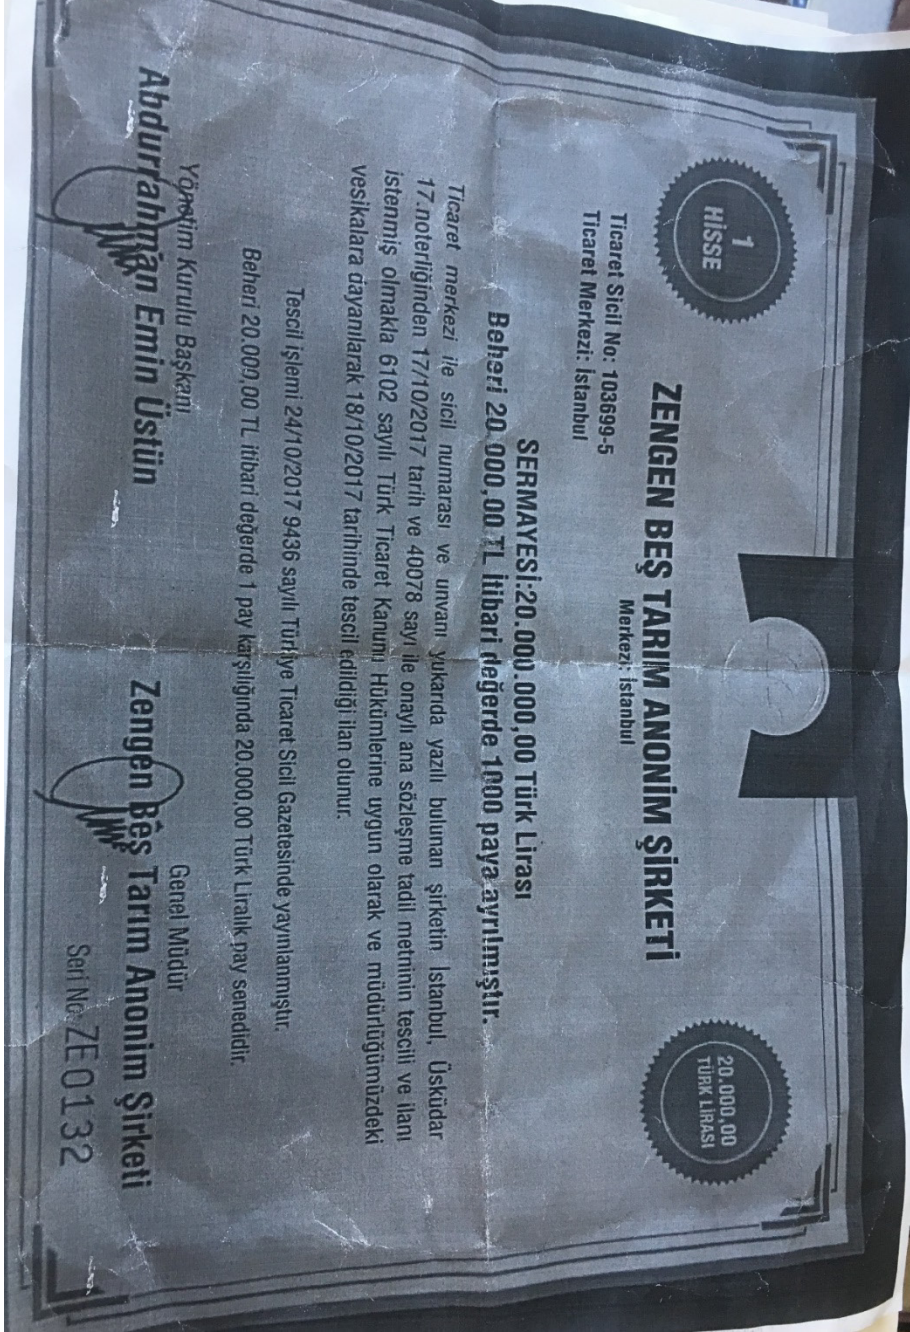 1
HİSSE
20.000,00
TÜRK LİRASI
ZENGEN BEŞ TARIM ANONİM ŞİRKETİ
Merkezi: İstanbul
Ticaret Sicil No: 103699-5
Ticaret Merkezi: İstanbul
SERMAYESİ:20.000.000,00 Türk Lirası
Beheri 20.000,00 TL İtibari değerde 1000 paya ayrılmıştır.
Ticaret merkezi ile sicil numarası ve unvanı yukarıda yazılı bulunan şirketin İstanbul, Üsküdar
17.noterliğinden 17/10/2017 tarih ve 40078 sayı ile onaylı ana sözleşme tadil metninin tescili ve ilanı
istenmiş olmakla 6102 sayılı Türk Ticaret Kanunu Hükümlerine uygun olarak ve müdürlüğümüzdeki
vesikalara dayanılarak 18/10/2017 tarihinde tescil edildiği ilan olunur.
Tescil işlemi 24/10/2017 9436 sayılı Türkiye Ticaret Sicil Gazetesinde yayınlanmıştır.
Beheri 20.000,00 TL itibari değerde 1 pay karşılığında 20.000,00 Türk Liralık pay senedidir.
Yönetim Kurulu Başkanı
Abdurrahman Emin Üstün
Genel Müdür
Zengen Beş Tarım Anonim Şirketi
Seri No: ZE0132